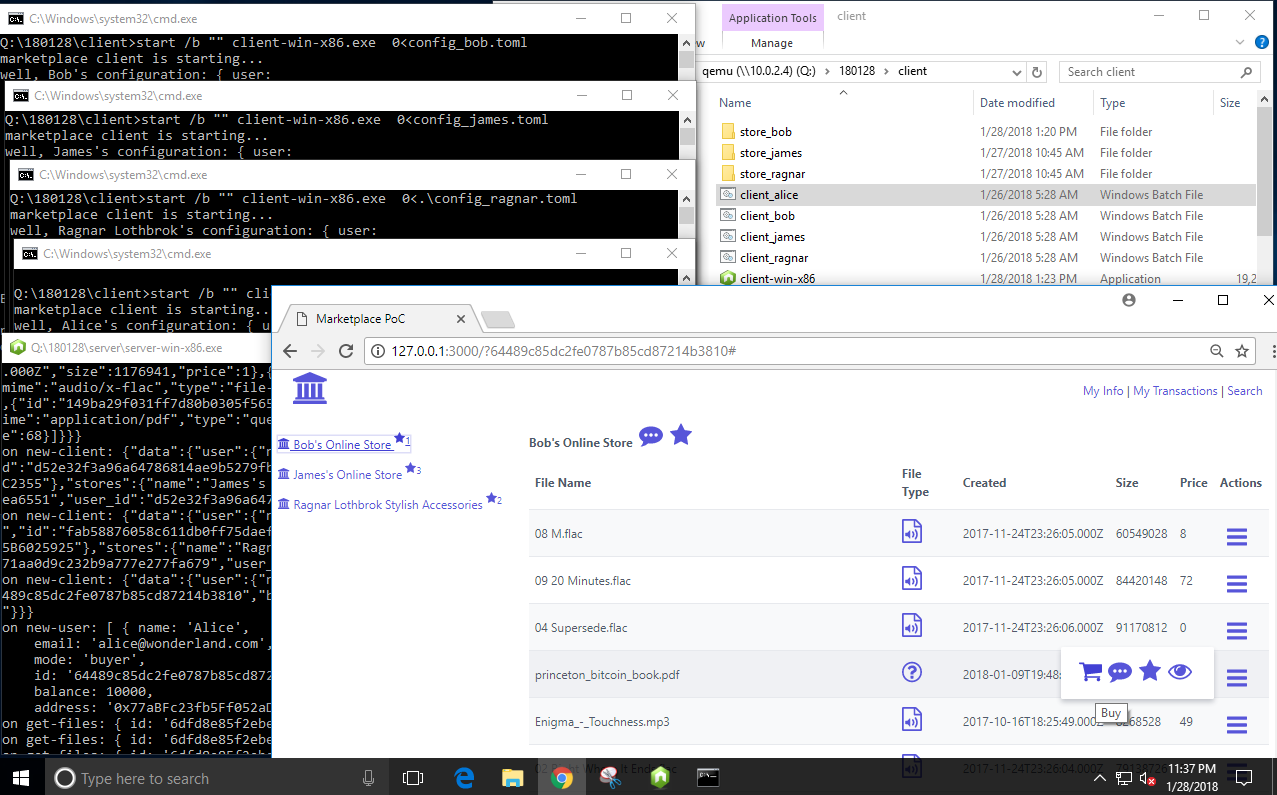 C:\Windows\system32\cmd.exe
Q:\180128\client>start /b "" client-win-x86.exe 0<config_bob.toml
marketplace client is starting...
well, Bob's configuration: { user:
C:\Windows\system32\cmd.exe
Q:\180128\client>start /b "" client-win-x86.exe 0<config_james.toml
marketplace client is starting...
well, James's configuration: { user:
C:\Windows\system32\cmd.exe
Q:\180128\client>start /b "" client-win-x86.exe 0<.\config_ragnar.toml
marketplace client is starting...
well, Ragnar Lothbrok's configuration: { user:
C:\Windows\system32\cmd.exe
Q:\180128\client>start /b "" cli
marketplace client is starting..
well, Alice's configuration: { u
Q:\180128\server\server-win-x86.exe
.000Z","size":1176941,"price":1},{
mime":"audio/x-flac","type":"file-
,{"id":"149ba29f031ff7d80b0305f565
ime":"application/pdf","type":"que
e":68}]}}}
on new-client: {"data":{"user":{"n
d":"d52e32f3a96a64786814ae9b5279fb
C2355"},"stores":{"name":"James's
ea6551","user_id":"d52e32f3a96a647
on new-client: {"data":{"user":{"n
","id":"fab58876058c611db0ff75daef
5B6025925"},"stores":{"name":"Ragn
71aa0d9c232b9a777e277fa679","user_
on new-client: {"data":{"user":{"n
489c85dc2fe0787b85cd87214b3810","b
"}}}
on new-user: [ { name: 'Alice',
email: 'alice@wonderland.com',
mode: 'buyer',
id: '64489c85dc2fe0787b85cd872
balance: 10000,
address: '0x77aBFc23fb5Ff052aD
on get-files: { id: '6dfd8e85f2ebe
on get-files: { id: '6dfd8e85f2ebe
on get-files: { id: '6dfd8e85f2ebe
Application Tools
client
w
Manage
qemu (\\10.0.2.4) (Q:) > 180128 > client
Search client
Name Date modified Type Size
store_bob 1/28/2018 1:20 PM File folder
store_james 1/27/2018 10:45 AM File folder
store_ragnar 1/27/2018 10:45 AM File folder
client_alice 1/26/2018 5:28 AM Windows Batch File
client_bob 1/26/2018 5:28 AM Windows Batch File
client_james 1/26/2018 5:28 AM Windows Batch File
client_ragnar 1/26/2018 5:28 AM Windows Batch File
client-win-x86 1/28/2018 1:23 PM Application 19,2
Marketplace PoC
127.0.0.1:3000/?64489c85dc2fe0787b85cd87214b3810#
My Info | My Transactions | Search
Bob's Online Store 1
James's Online Store 3
Ragnar Lothbrok Stylish Accessories 2
Bob's Online Store
File Name File Type Created Size Price Actions
08 M.flac 2017-11-24T23:26:05.000Z 60549028 8
09 20 Minutes.flac 2017-11-24T23:26:05.000Z 84420148 72
04 Supersede.flac 2017-11-24T23:26:06.000Z 91170812 0
princeton_bitcoin_book.pdf 2018-01-09T19:48:
Buy
Enigma_-_Touchness.mp3 2017-10-16T18:25:49.000Z 8268528 49
Type here to search
11:37 PM
1/28/2018